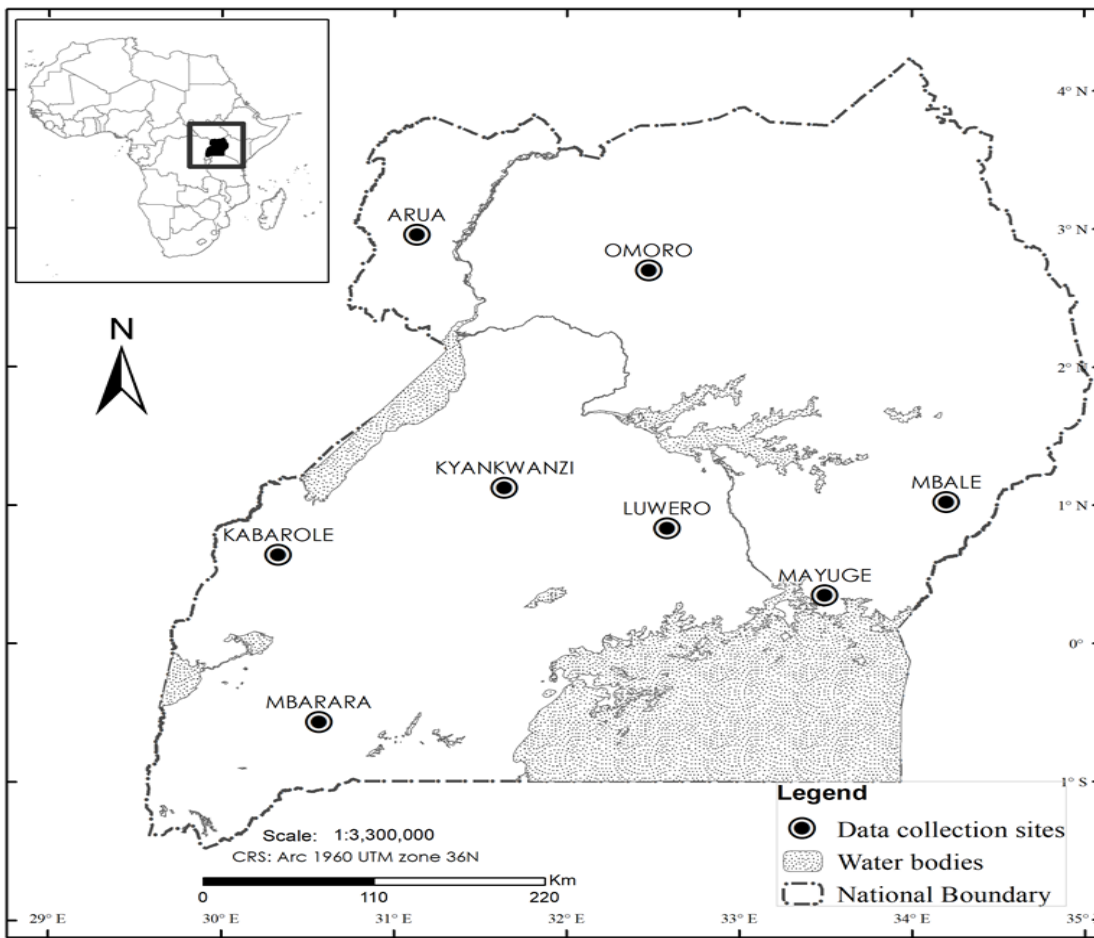 4° N
ARUA
3° N
OMORO
N
2° N
KYANKWANZI
MBALE
1° N
LUWERO
KABAROLE
MAYUGE
0°
MBARARA
1° S
Legend
Data collection sites
Water bodies
National Boundary
Scale: 1:3,300,000
CRS: Arc 1960 UTM zone 36N
Km
0 110 220
29° E 30° E 31° E 32° E 33° E 34° E 35° E